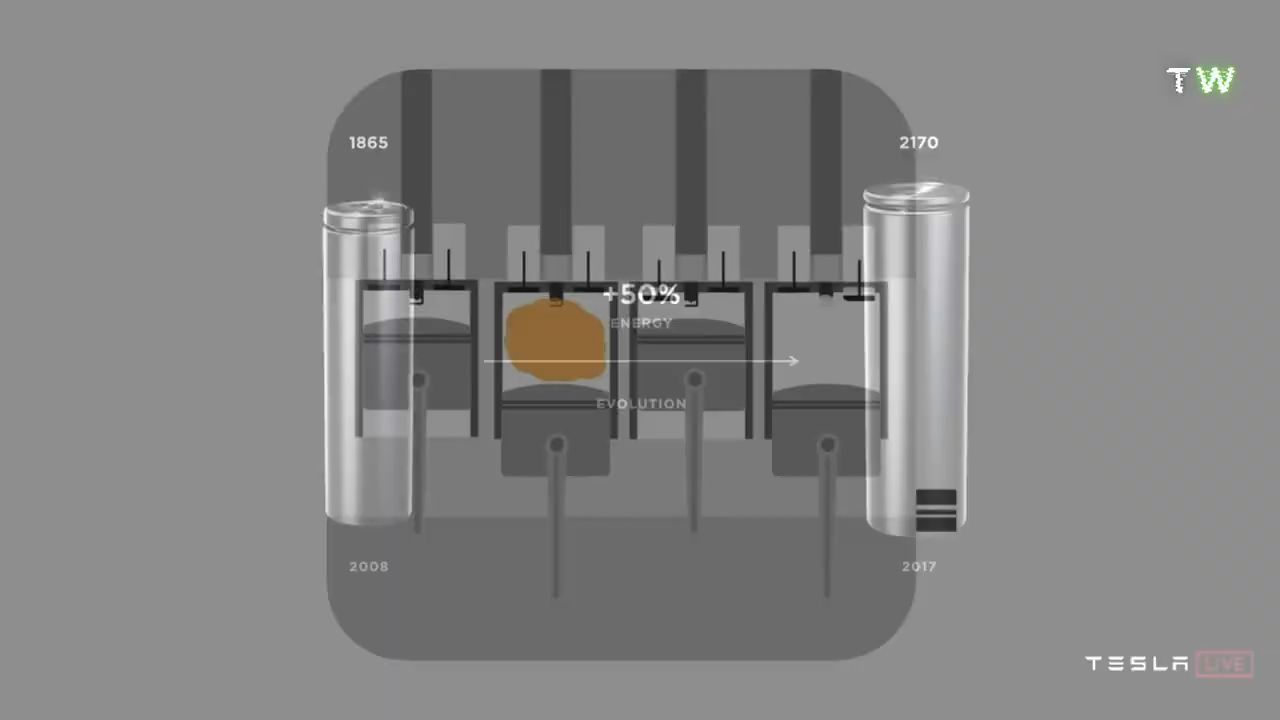 TW
1865
2170
+50%
ENERGY
EVOLUTION
2008
2017
TESLA LIVE